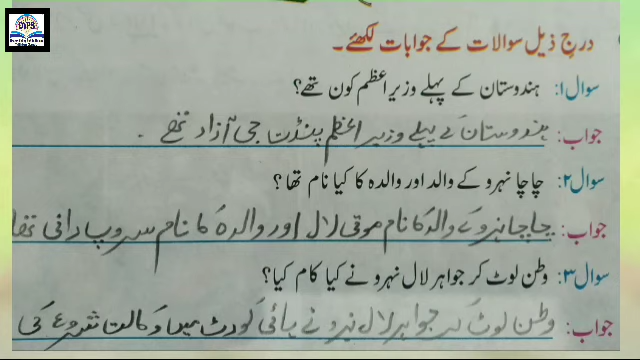 DYPS
درج ذیل سوالات کے جوابات لکھئے۔
سوال ۱: ہندوستان کے پہلے وزیر اعظم کون تھے؟
جواب: ہندوستان کے پہلے وزیر اعظم پنڈت جی آزاد تھے ۔
سوال ۲: چاچا نہرو کے والد اور والدہ کا کیا نام تھا؟
جواب: چاچا نہرو کے والد کا نام موتی لال اور والدہ کا نام سروپا رانی تھا
سوال ۳: وطن لوٹ کر جواہر لال نہرو نے کیا کام کیا؟
جواب: وطن لوٹ کر جواہر لال نہرو نے ہائی کورٹ میں وکالت شروع کی